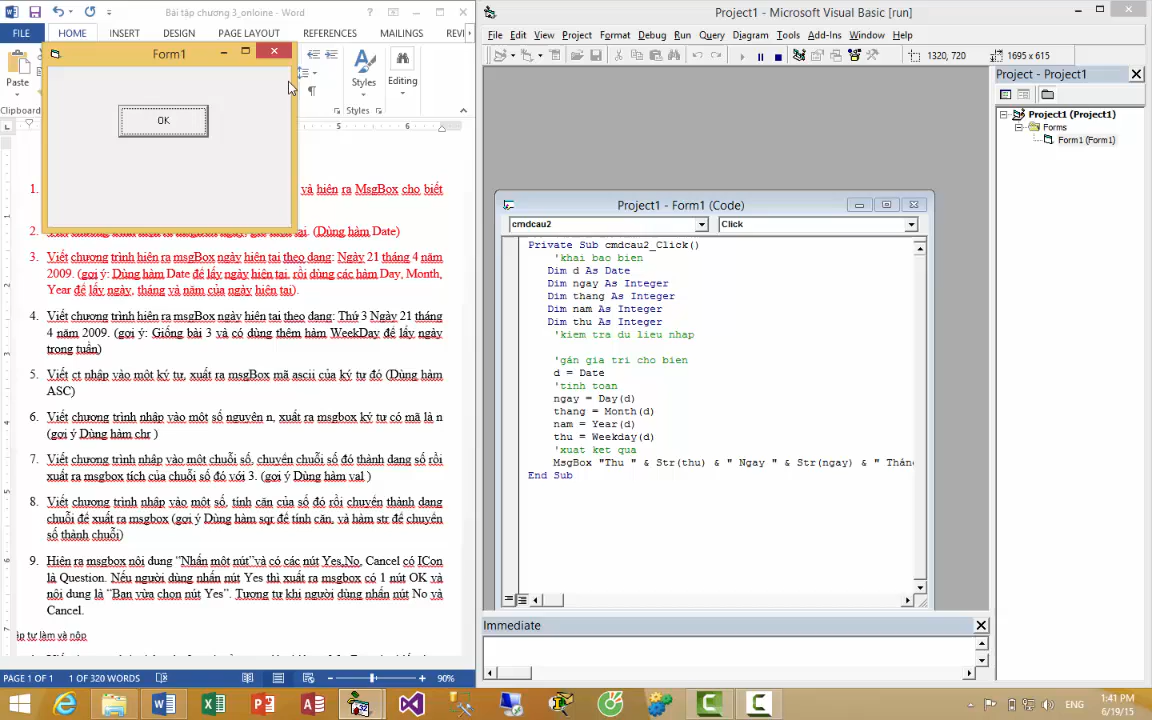 Bài tập chương 3_onloine - Word
FILE HOME INSERT DESIGN PAGE LAYOUT REFERENCES MAILINGS REVI
Paste
Clipboard
Styles
Editing
Styles
Form1
OK
5 6
1. và hiện ra MsgBox cho biết
2. (Dùng hàm Date)
3. Viết chương trình hiện ra msgBox ngày hiện tại theo dạng: Ngày 21 tháng 4 năm
2009. (gợi ý: Dùng hàm Date để lấy ngày hiện tại, rồi dùng các hàm Day, Month,
Year để lấy ngày, tháng và năm của ngày hiện tại).
4. Viết chương trình hiện ra msgBox ngày hiện tại theo dạng: Thứ 3 Ngày 21 tháng
4 năm 2009. (gợi ý: Giống bài 3 và có dùng thêm hàm WeekDay để lấy ngày
trong tuần)
5. Viết ct nhập vào một ký tự, xuất ra msgBox mã ascii của ký tự đó (Dùng hàm
ASC)
6. Viết chương trình nhập vào một số nguyên n, xuất ra msgbox ký tự có mã là n
(gợi ý Dùng hàm chr )
7. Viết chương trình nhập vào một chuỗi số, chuyển chuỗi số đó thành dạng số rồi
xuất ra msgbox tích của chuỗi số đó với 3. (gợi ý Dùng hàm val )
8. Viết chương trình nhập vào một số, tính căn của số đó rồi chuyển thành dạng
chuỗi để xuất ra msgbox (gợi ý Dùng hàm sqr để tính căn, và hàm str để chuyển
số thành chuỗi)
9. Hiện ra msgbox nội dung “Nhấn một nút”và có các nút Yes,No, Cancel có ICon
là Question. Nếu người dùng nhấn nút Yes thì xuất ra msgbox có 1 nút OK và
nội dung là “Bạn vừa chọn nút Yes”. Tương tự khi người dùng nhấn nút No và
Cancel.
ập tự làm và nộp
PAGE 1 OF 1 1 OF 320 WORDS 90%
Project1 - Microsoft Visual Basic [run]
File Edit View Project Format Debug Run Query Diagram Tools Add-Ins Window Help
1320, 720 1695 x 615
Project1 - Form1 (Code)
cmdcau2 Click
Private Sub cmdcau2_Click()
'khai bao bien
Dim d As Date
Dim ngay As Integer
Dim thang As Integer
Dim nam As Integer
Dim thu As Integer
'kiem tra du lieu nhap
'gán gia tri cho bien
d = Date
'tinh toan
ngay = Day(d)
thang = Month(d)
nam = Year(d)
thu = Weekday(d)
'xuat ket qua
MsgBox "Thu " & Str(thu) & " Ngay " & Str(ngay) & " Thán
End Sub
Immediate
Project - Project1
Project1 (Project1)
Forms
Form1 (Form1)
ENG
1:41 PM
6/19/15